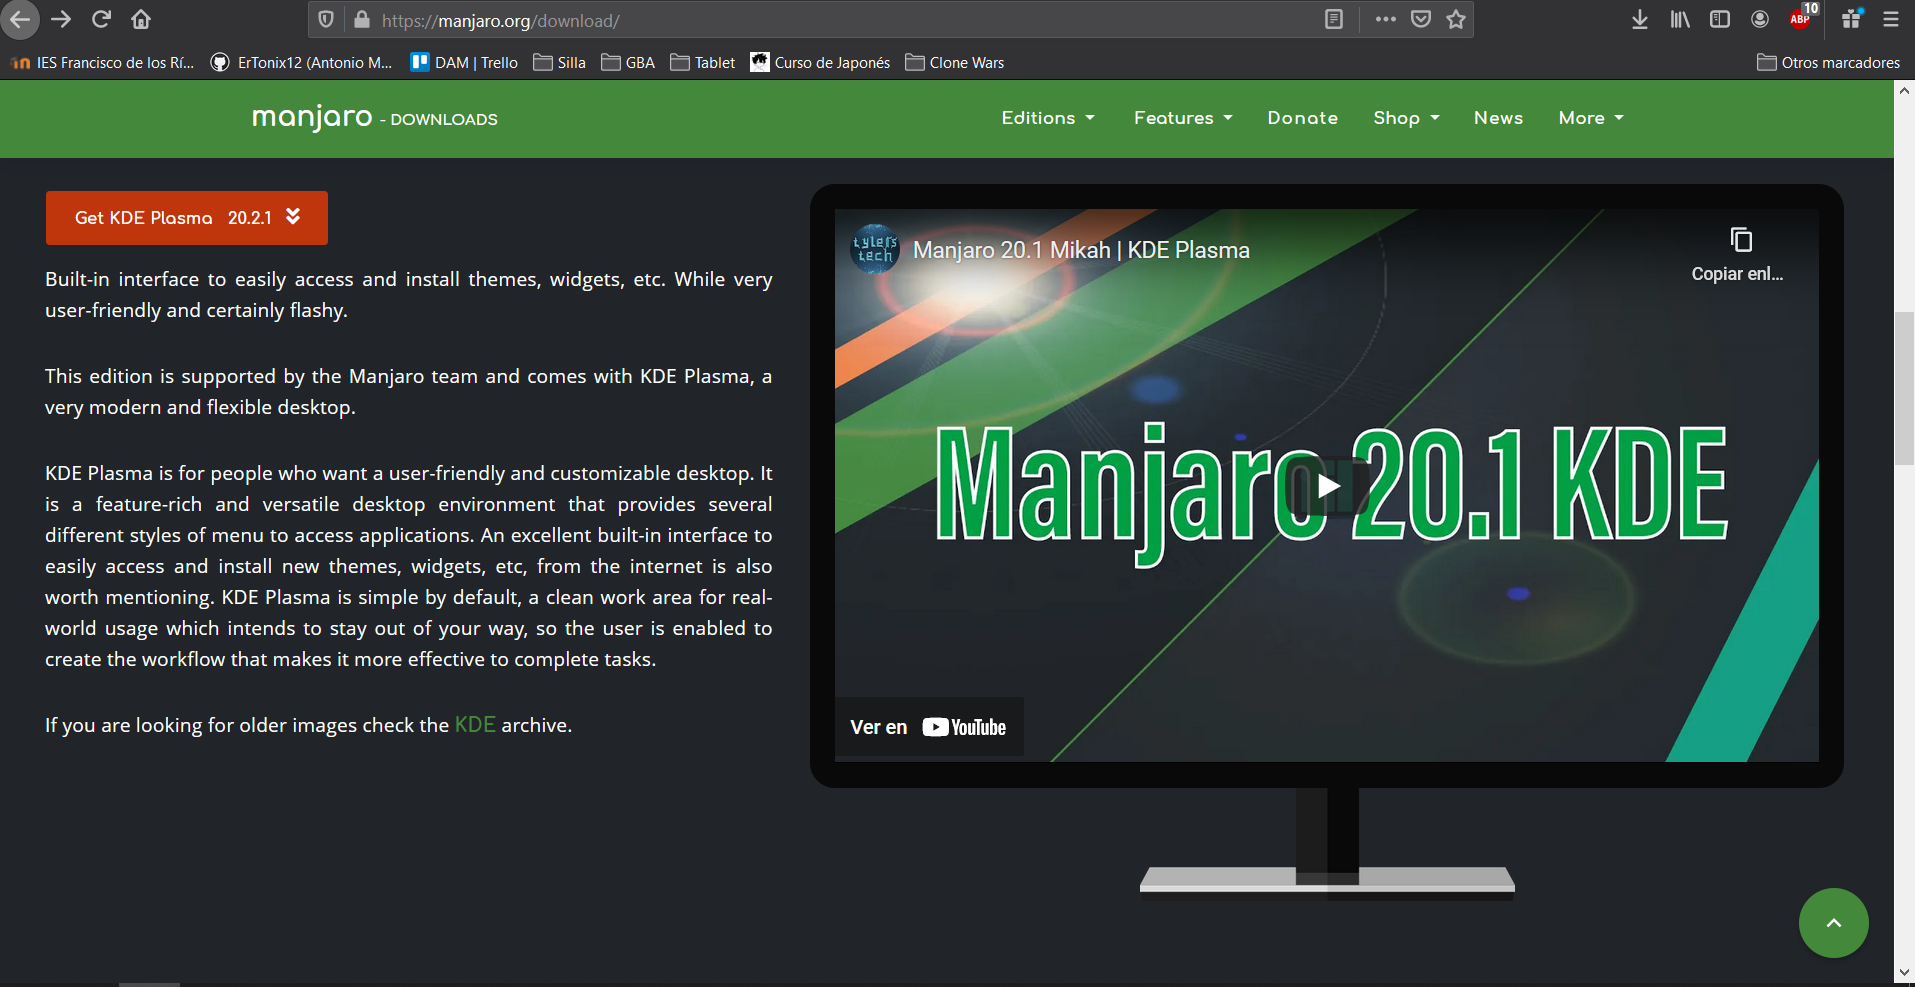 https://manjaro.org/download/
ABP
10
IES Francisco de los Rí... ErTonix12 (Antonio M... DAM | Trello Silla GBA Tablet Curso de Japonés Clone Wars Otros marcadores
manjaro - DOWNLOADS Editions Features Donate Shop News More
Get KDE Plasma 20.2.1
Built-in interface to easily access and install themes, widgets, etc. While very
user-friendly and certainly flashy.
This edition is supported by the Manjaro team and comes with KDE Plasma, a
very modern and flexible desktop.
KDE Plasma is for people who want a user-friendly and customizable desktop. It
is a feature-rich and versatile desktop environment that provides several
different styles of menu to access applications. An excellent built-in interface to
easily access and install new themes, widgets, etc, from the internet is also
worth mentioning. KDE Plasma is simple by default, a clean work area for real-
world usage which intends to stay out of your way, so the user is enabled to
create the workflow that makes it more effective to complete tasks.
If you are looking for older images check the KDE archive.
tylers
tech
Manjaro 20.1 Mikah | KDE Plasma
Copiar enl...
Manjaro 20.1 KDE
Ver en YouTube